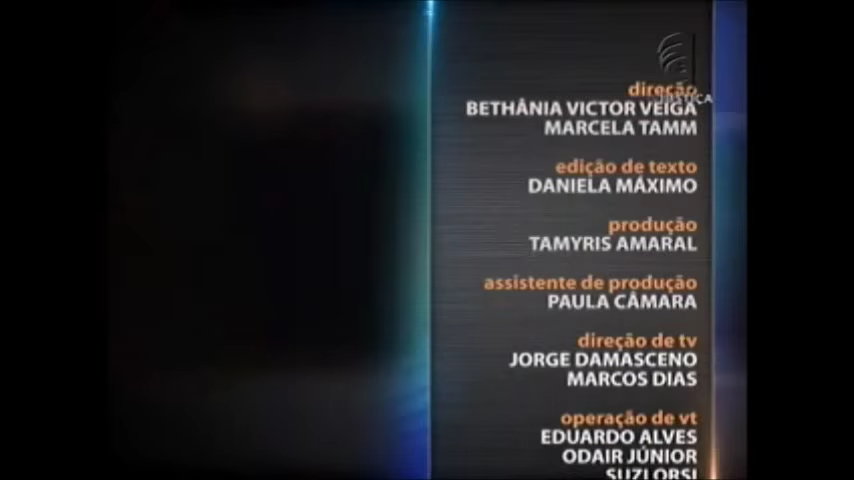 direção
JUSTIÇA
BETHÂNIA VICTOR VEIGA
MARCELA TAMM
edição de texto
DANIELA MÁXIMO
produção
TAMYRIS AMARAL
assistente de produção
PAULA CÂMARA
direção de tv
JORGE DAMASCENO
MARCOS DIAS
operação de vt
EDUARDO ALVES
ODAIR JÚNIOR